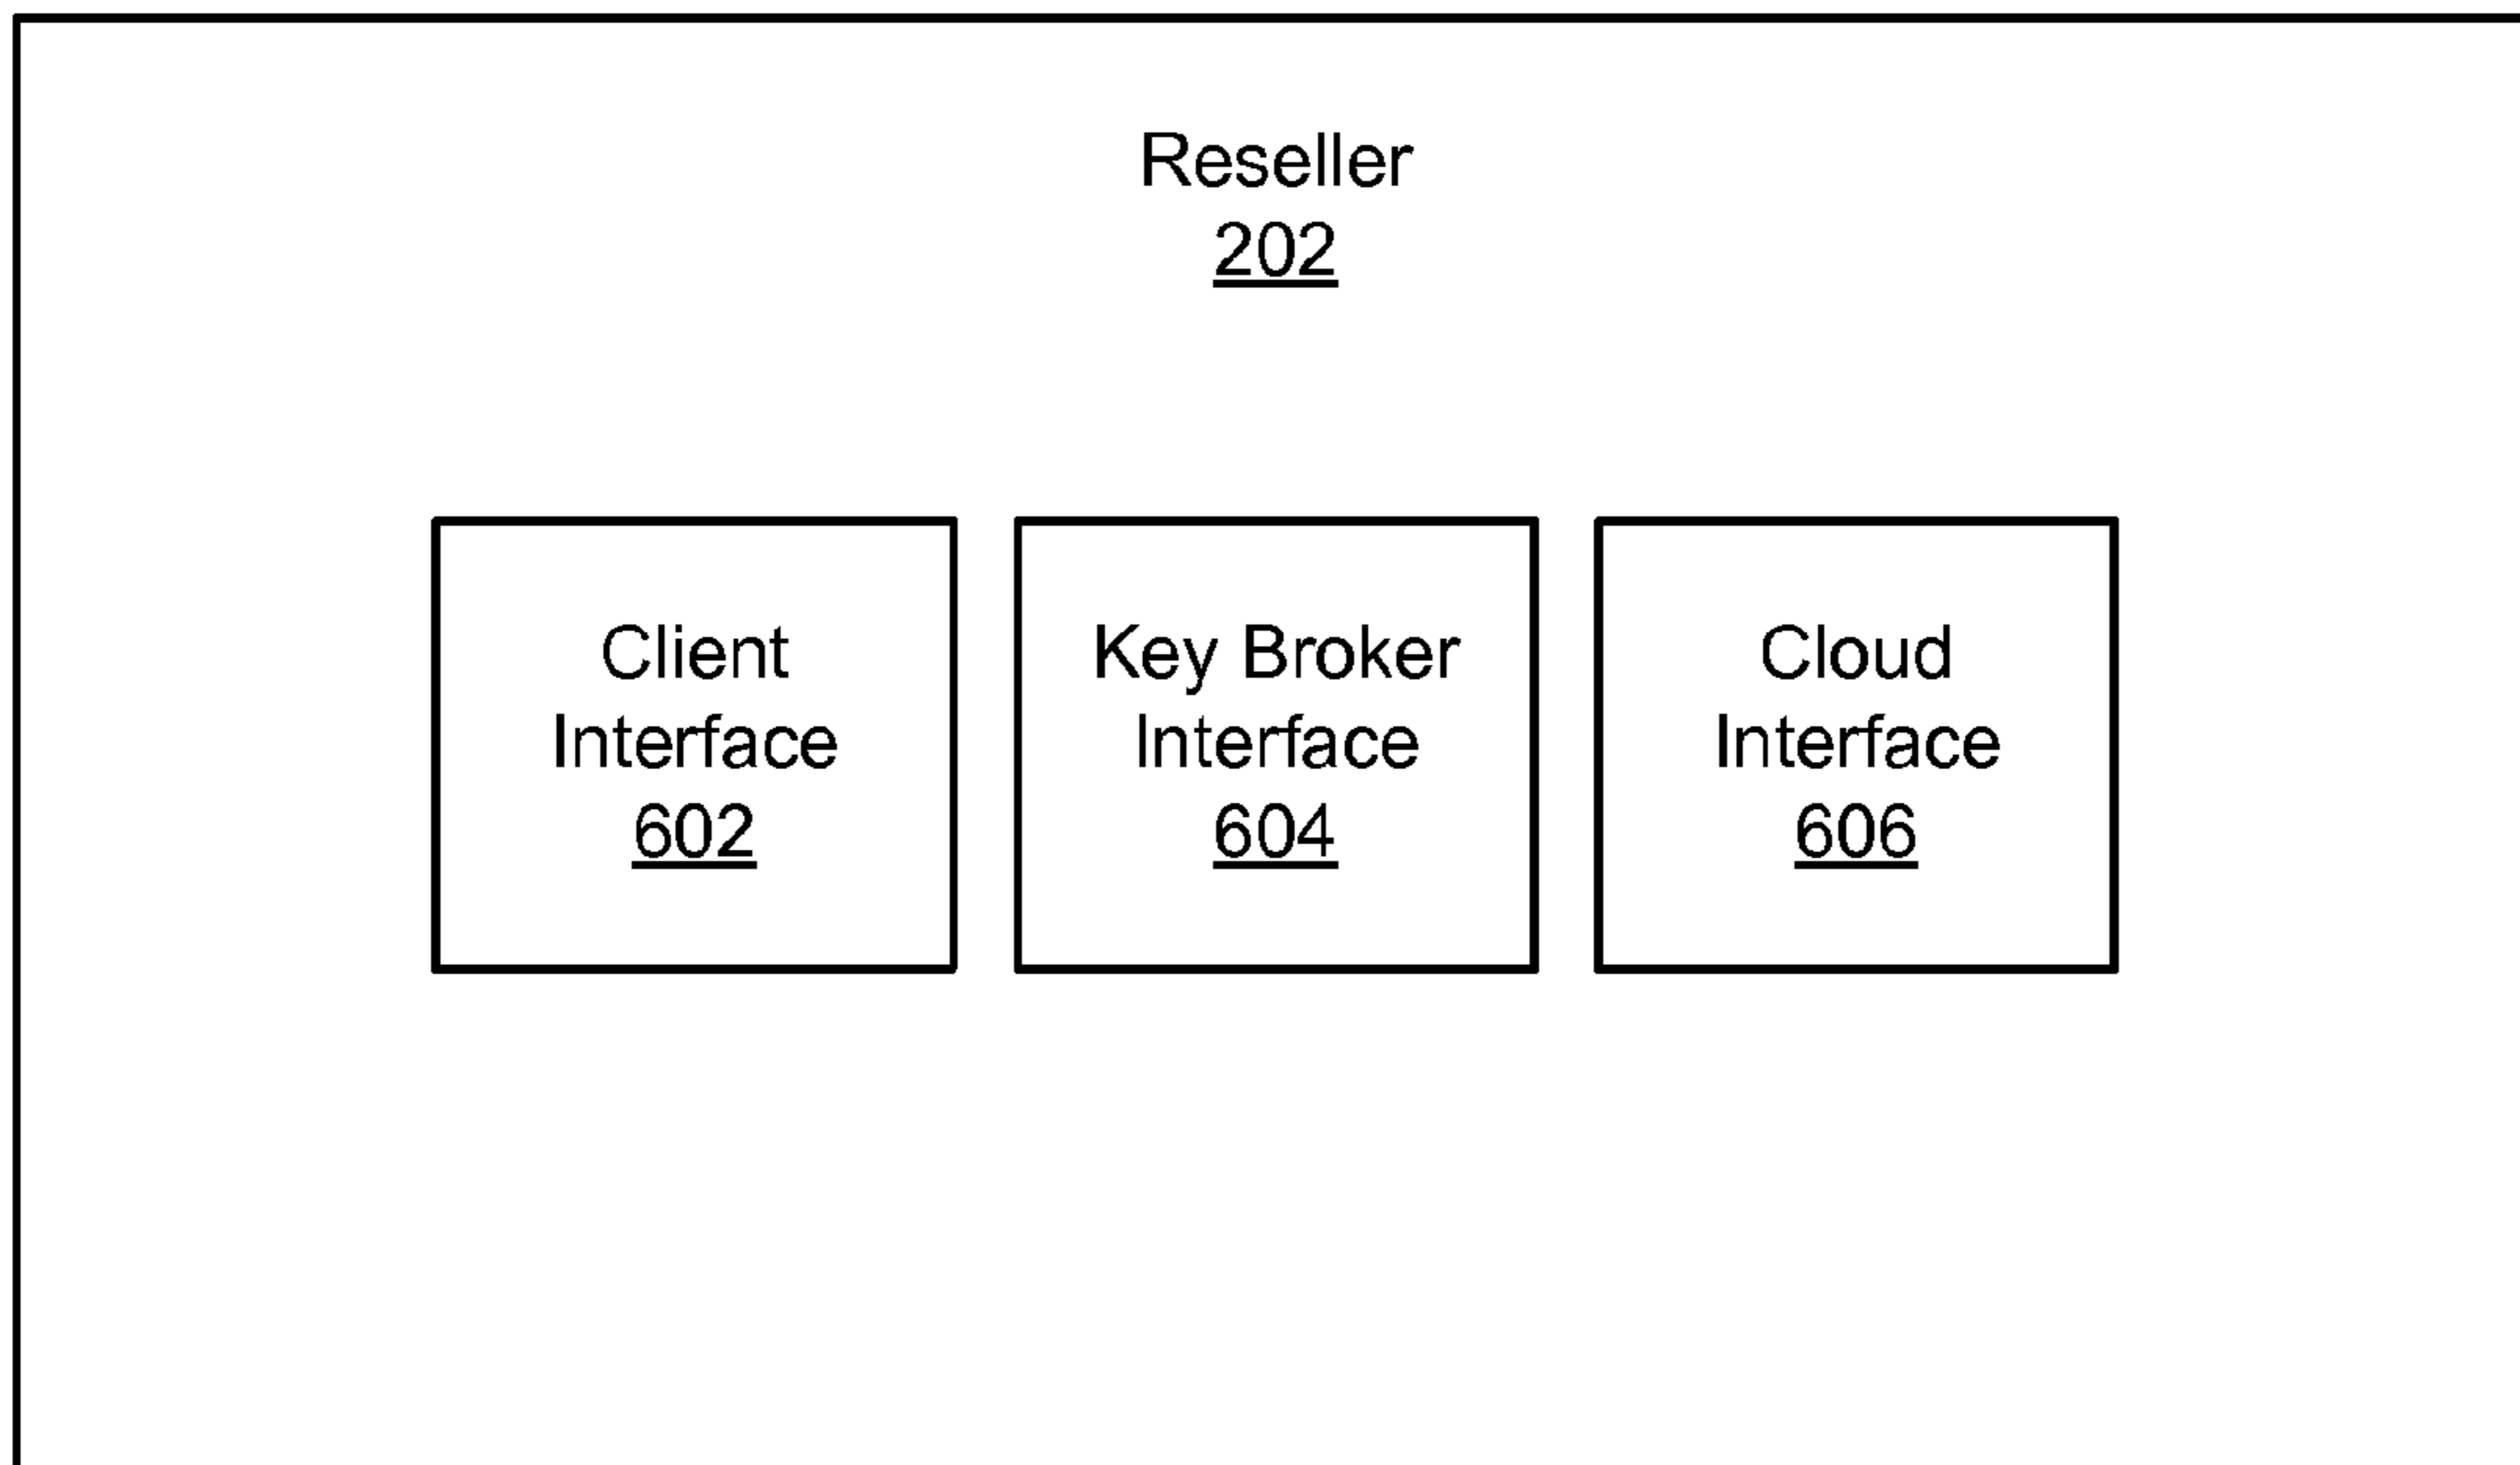 Reseller
202
Client
Interface
602
Key Broker
Interface
604
Cloud
Interface
606